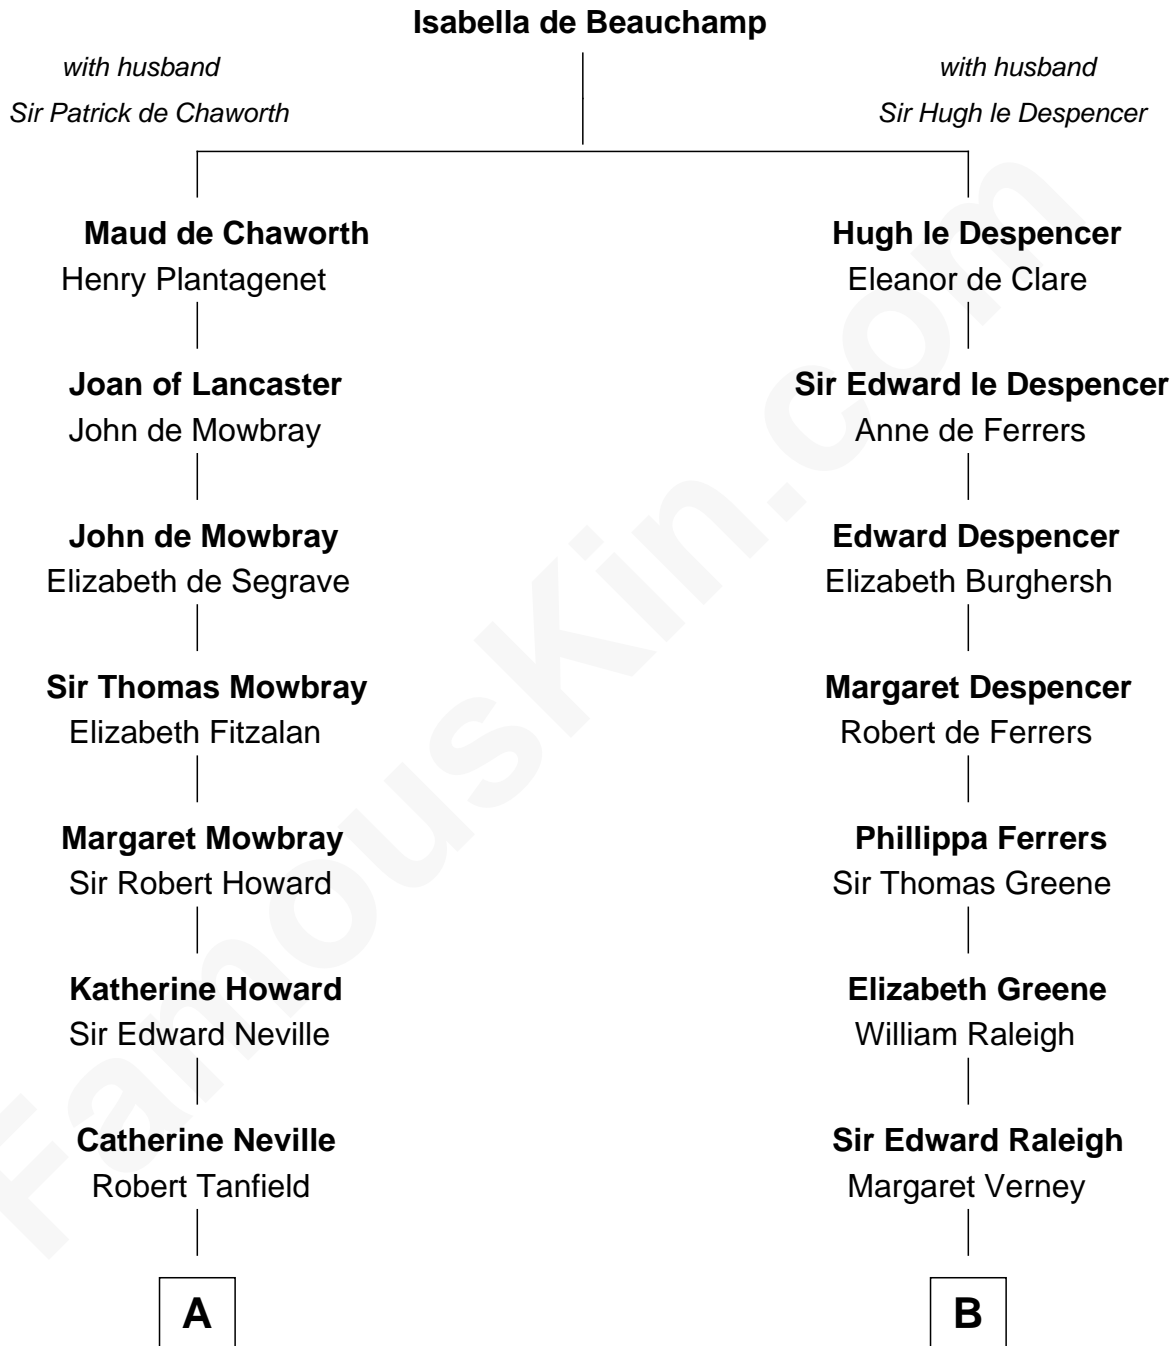 Isabella de Beauchamp
with husband
Sir Patrick de Chaworth
with husband
Sir Hugh le Despencer
Maud de Chaworth
Henry Plantagenet
Hugh le Despencer
Eleanor de Clare
Joan of Lancaster
John de Mowbray
Sir Edward le Despencer
Anne de Ferrers
John de Mowbray
Elizabeth de Segrave
Edward Despencer
Elizabeth Burghersh
Sir Thomas Mowbray
Elizabeth Fitzalan
Margaret Despencer
Robert de Ferrers
Margaret Mowbray
Sir Robert Howard
Phillippa Ferrers
Sir Thomas Greene
Katherine Howard
Sir Edward Neville
Elizabeth Greene
William Raleigh
Catherine Neville
Robert Tanfield
Sir Edward Raleigh
Margaret Verney
A
B
FamousKin.com